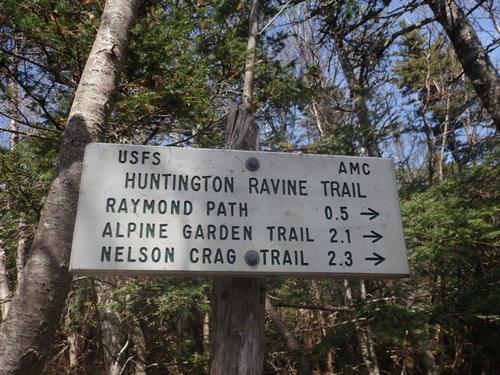 USFS AMC
HUNTINGTON RAVINE TRAIL
RAYMOND PATH 0.5 →
ALPINE GARDEN TRAIL 2.1 →
NELSON CRAG TRAIL 2.3 →